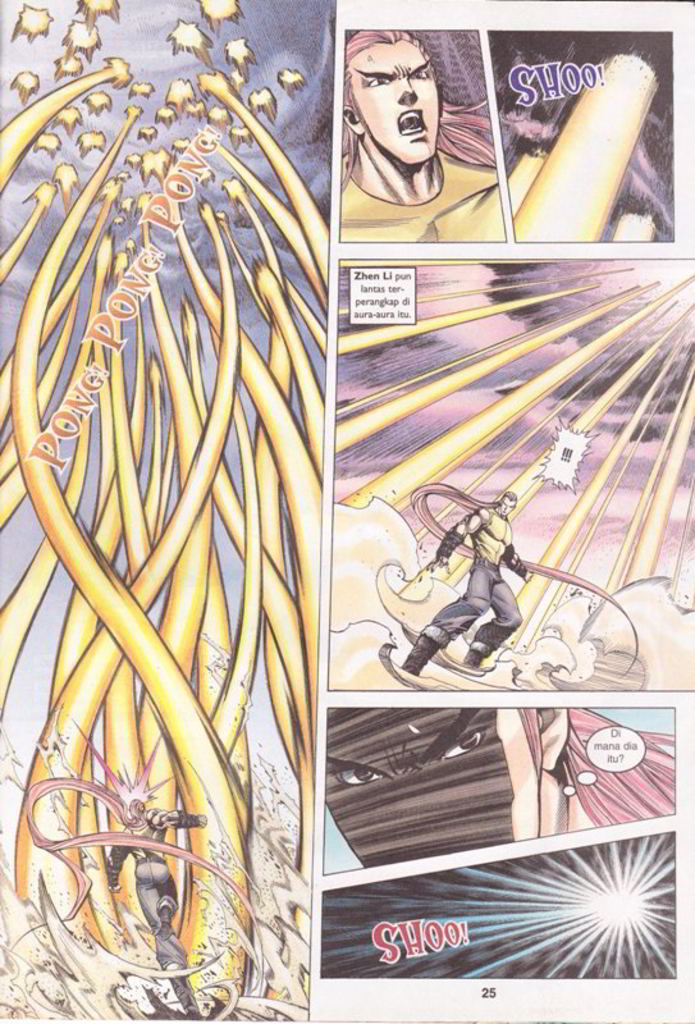 PONG! PONG! PONG! PONG!
SHOO!
Zhen Li pun
lantas ter-
perangkap di
aura-aura itu.
!!!
Di
mana dia
itu?
SHOO!
25